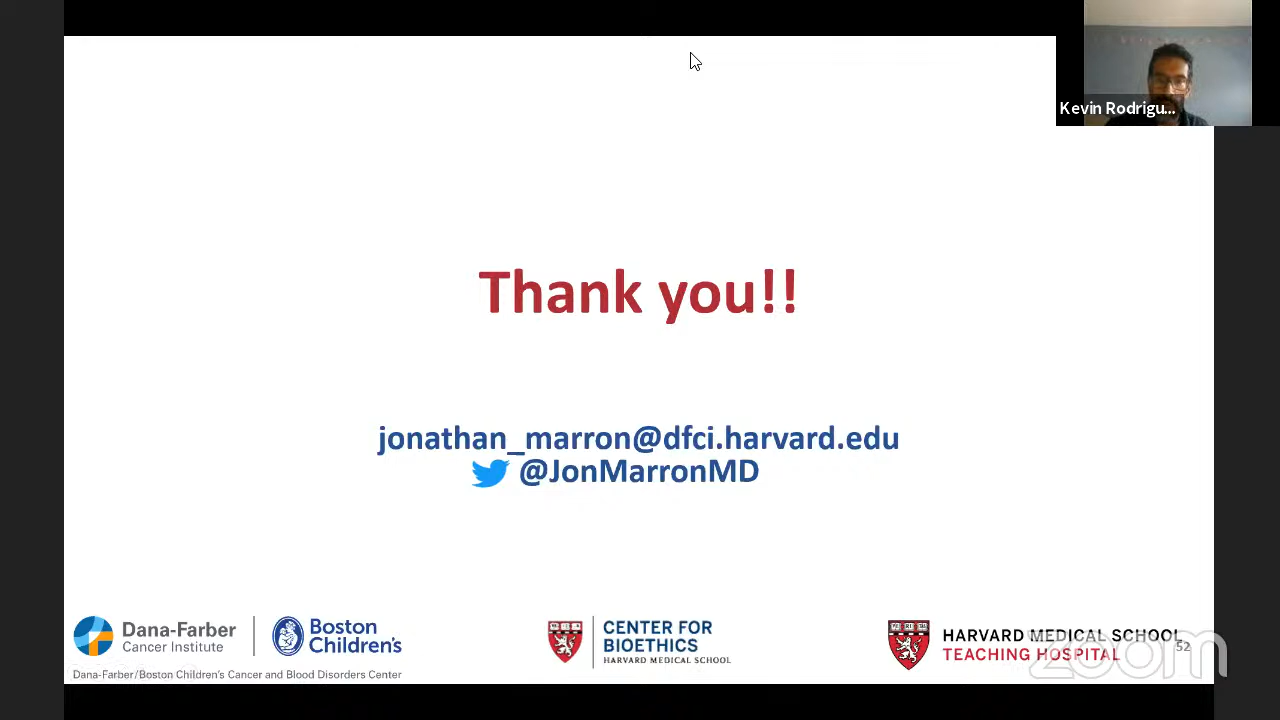 Kevin Rodrigu...
Thank you!!
jonathan_marron@dfci.harvard.edu
@JonMarronMD
Dana-Farber
Cancer Institute
Boston
Children's
Dana-Farber/Boston Children's Cancer and Blood Disorders Center
CENTER FOR
BIOETHICS
HARVARD MEDICAL SCHOOL
HARVARD MEDICAL SCHOOL
TEACHING HOSPITAL
52
zoom